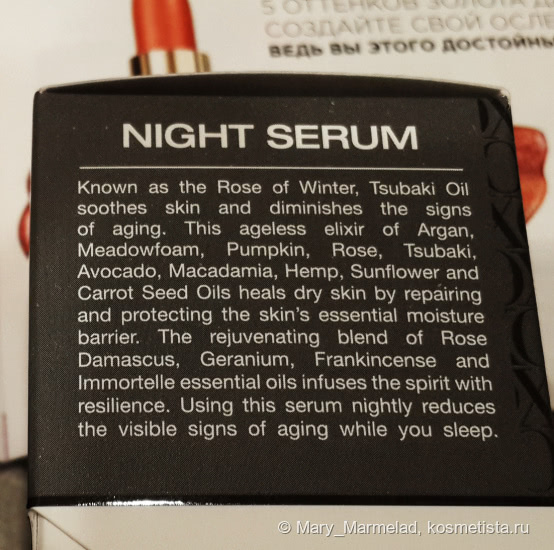 5 ОТТЕНКОВ ЗОЛОТА Д
СОЗДАЙТЕ СВОЙ ОСЛЕ
ВЕДЬ ВЫ ЭТОГО ДОСТОЙНЫ
NIGHT SERUM
Known as the Rose of Winter, Tsubaki Oil
soothes skin and diminishes the signs
of aging. This ageless elixir of Argan,
Meadowfoam, Pumpkin, Rose, Tsubaki,
Avocado, Macadamia, Hemp, Sunflower and
Carrot Seed Oils heals dry skin by repairing
and protecting the skin's essential moisture
barrier. The rejuvenating blend of Rose
Damascus, Geranium, Frankincense and
Immortelle essential oils infuses the spirit with
resilience. Using this serum nightly reduces
the visible signs of aging while you sleep.
© Mary_Marmelad, kosmetista.ru